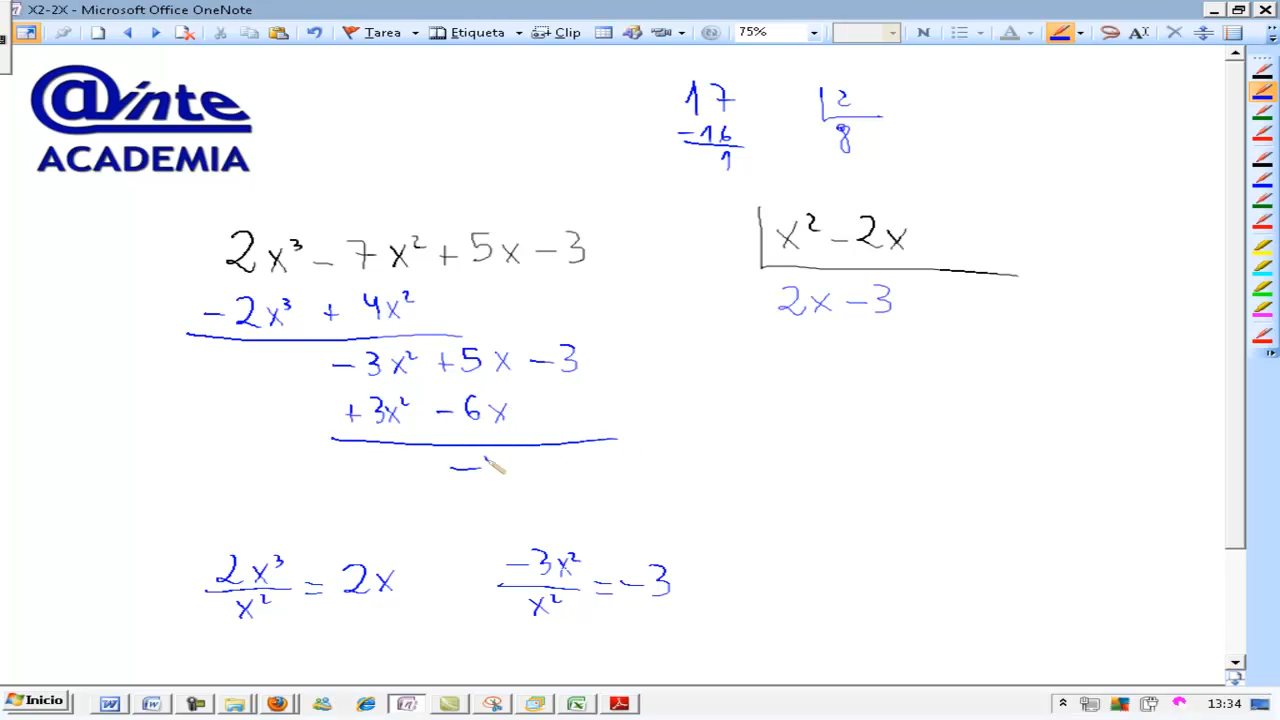 X2-2X - Microsoft Office OneNote
Tarea Etiqueta Clip 75% N A
@inte
ACADEMIA
17 2
-16 8
1
2x³ - 7x² + 5x - 3 x² - 2x
- 2x³ + 4x² 2x - 3
- 3x² + 5x - 3
+ 3x² - 6x
-
2x³/x² = 2x -3x²/x² = -3
Inicio 13:34